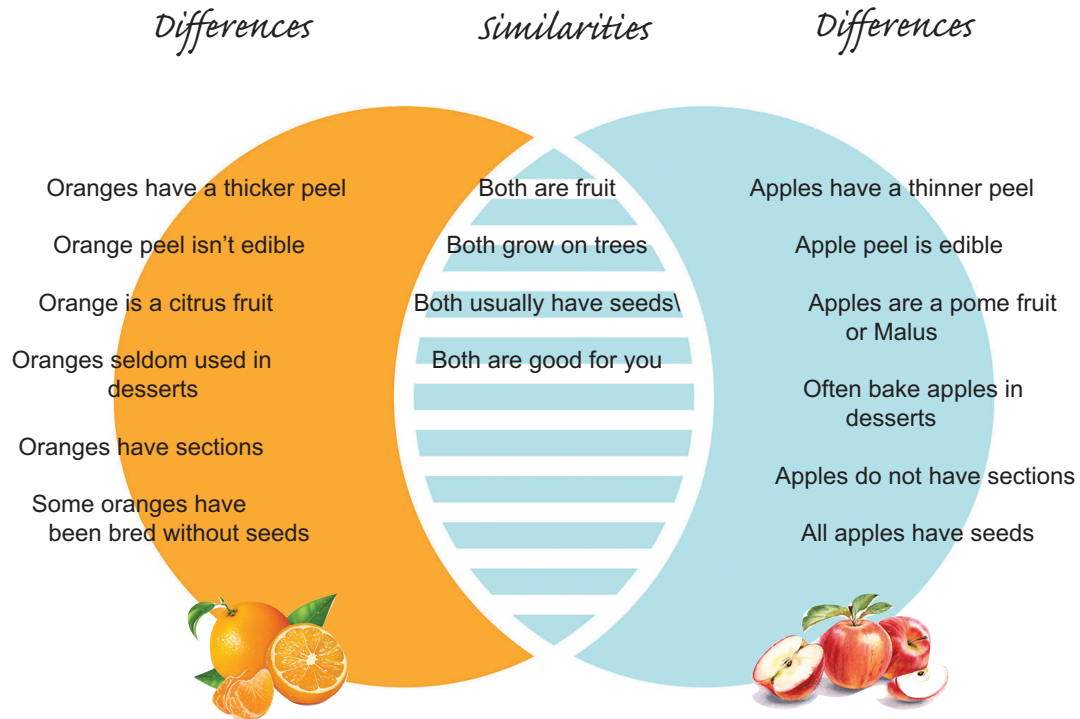 Differences
Similarities
Differences
Oranges have a thicker peel
Orange peel isn't edible
Orange is a citrus fruit
Oranges seldom used in
desserts
Oranges have sections
Some oranges have
been bred without seeds
Both are fruit
Both grow on trees
Both usually have seeds\
Both are good for you
Apples have a thinner peel
Apple peel is edible
Apples are a pome fruit
or Malus
Often bake apples in
desserts
Apples do not have sections
All apples have seeds